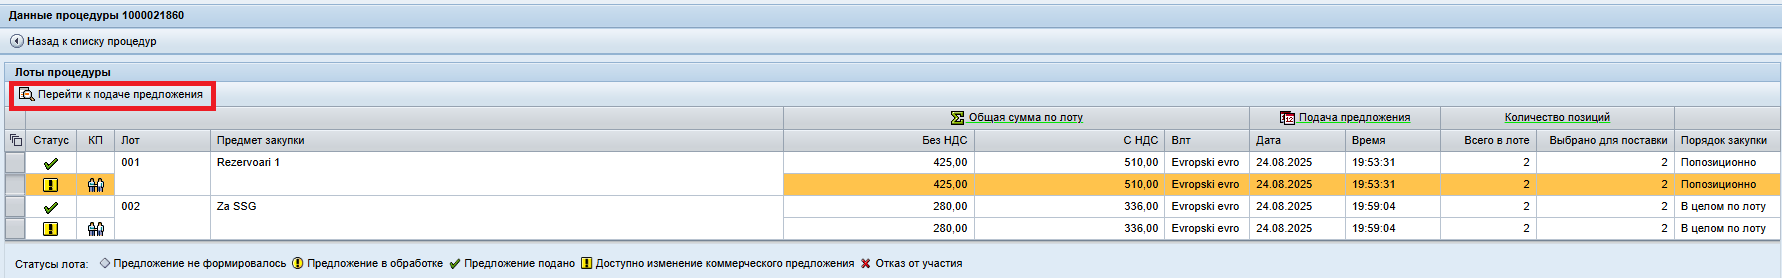 Данные процедуры 1000021860
Назад к списку процедур
Лоты процедуры
Перейти к подаче предложения
Общая сумма по лоту Подача предложения Количество позиций
Статус КП Лот Предмет закупки Без НДС С НДС Влт Дата Время Всего в лоте Выбрано для поставки Порядок закупки
001 Rezervoari 1 425,00 510,00 Evropski evro 24.08.2025 19:53:31 2 2 Попозиционно
425,00 510,00 Evropski evro 24.08.2025 19:53:31 2 2 Попозиционно
002 Za SSG 280,00 336,00 Evropski evro 24.08.2025 19:59:04 2 2 В целом по лоту
280,00 336,00 Evropski evro 24.08.2025 19:59:04 2 2 В целом по лоту
Статусы лота: Предложение не формировалось Предложение в обработке Предложение подано Доступно изменение коммерческого предложения Отказ от участия